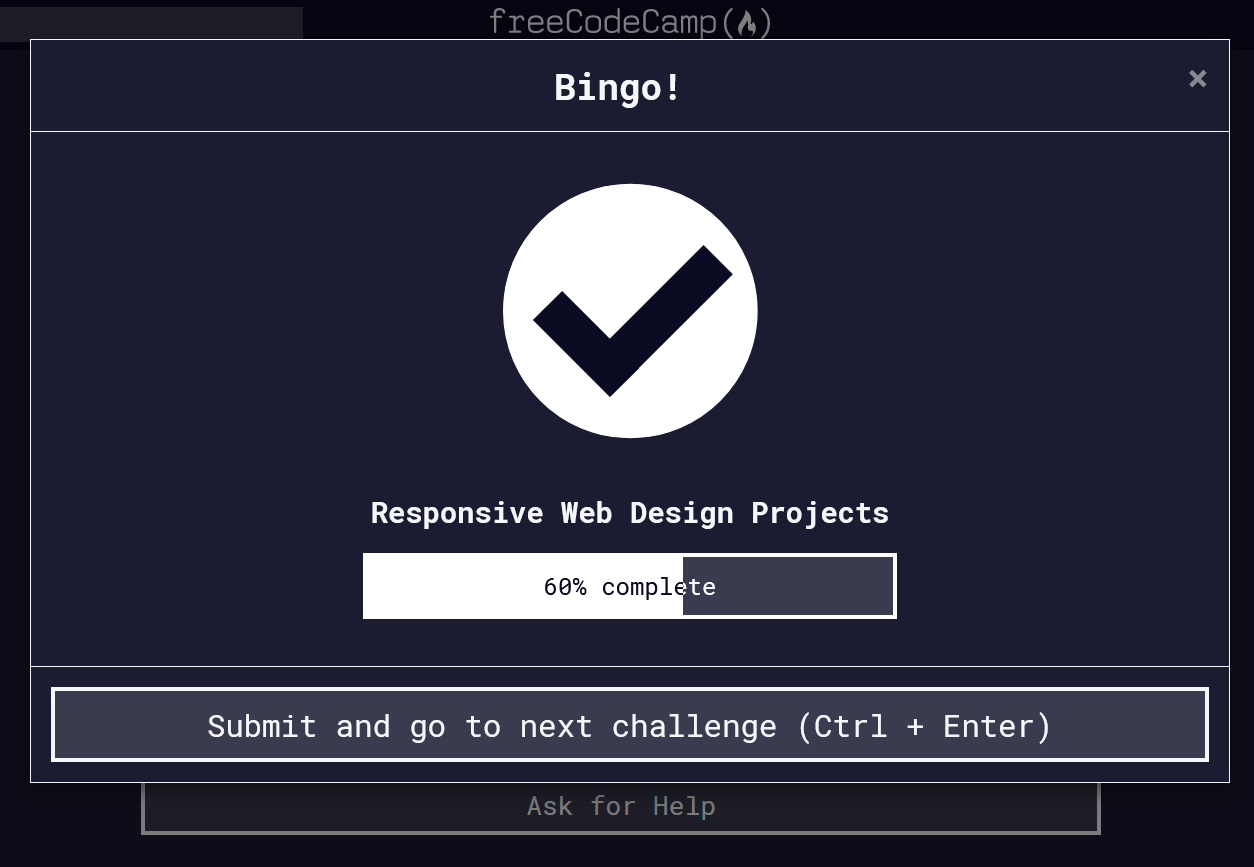 freeCodeCamp
Bingo!
×
Responsive Web Design Projects
60% complete
Submit and go to next challenge (Ctrl + Enter)
Ask for Help